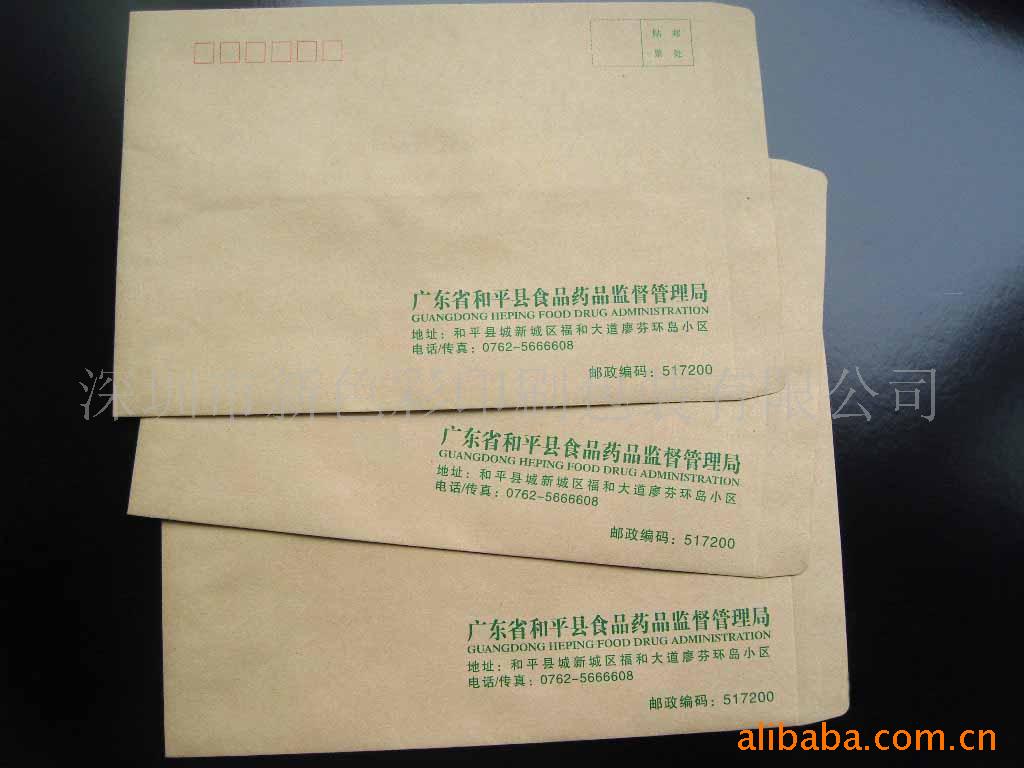 贴 邮
票 处
广东省和平县食品药品监督管理局
GUANGDONG HEPING FOOD DRUG ADMINISTRATION
地址：和平县城新城区福和大道廖芬环岛小区
电话/传真：0762-5666608
邮政编码：517200
深圳市新色彩印刷包装有限公司
广东省和平县食品药品监督管理局
GUANGDONG HEPING FOOD DRUG ADMINISTRATION
地址：和平县城新城区福和大道廖芬环岛小区
电话/传真：0762-5666608
邮政编码：517200
广东省和平县食品药品监督管理局
GUANGDONG HEPING FOOD DRUG ADMINISTRATION
地址：和平县城新城区福和大道廖芬环岛小区
电话/传真：0762-5666608
邮政编码：517200
alibaba.com.cn